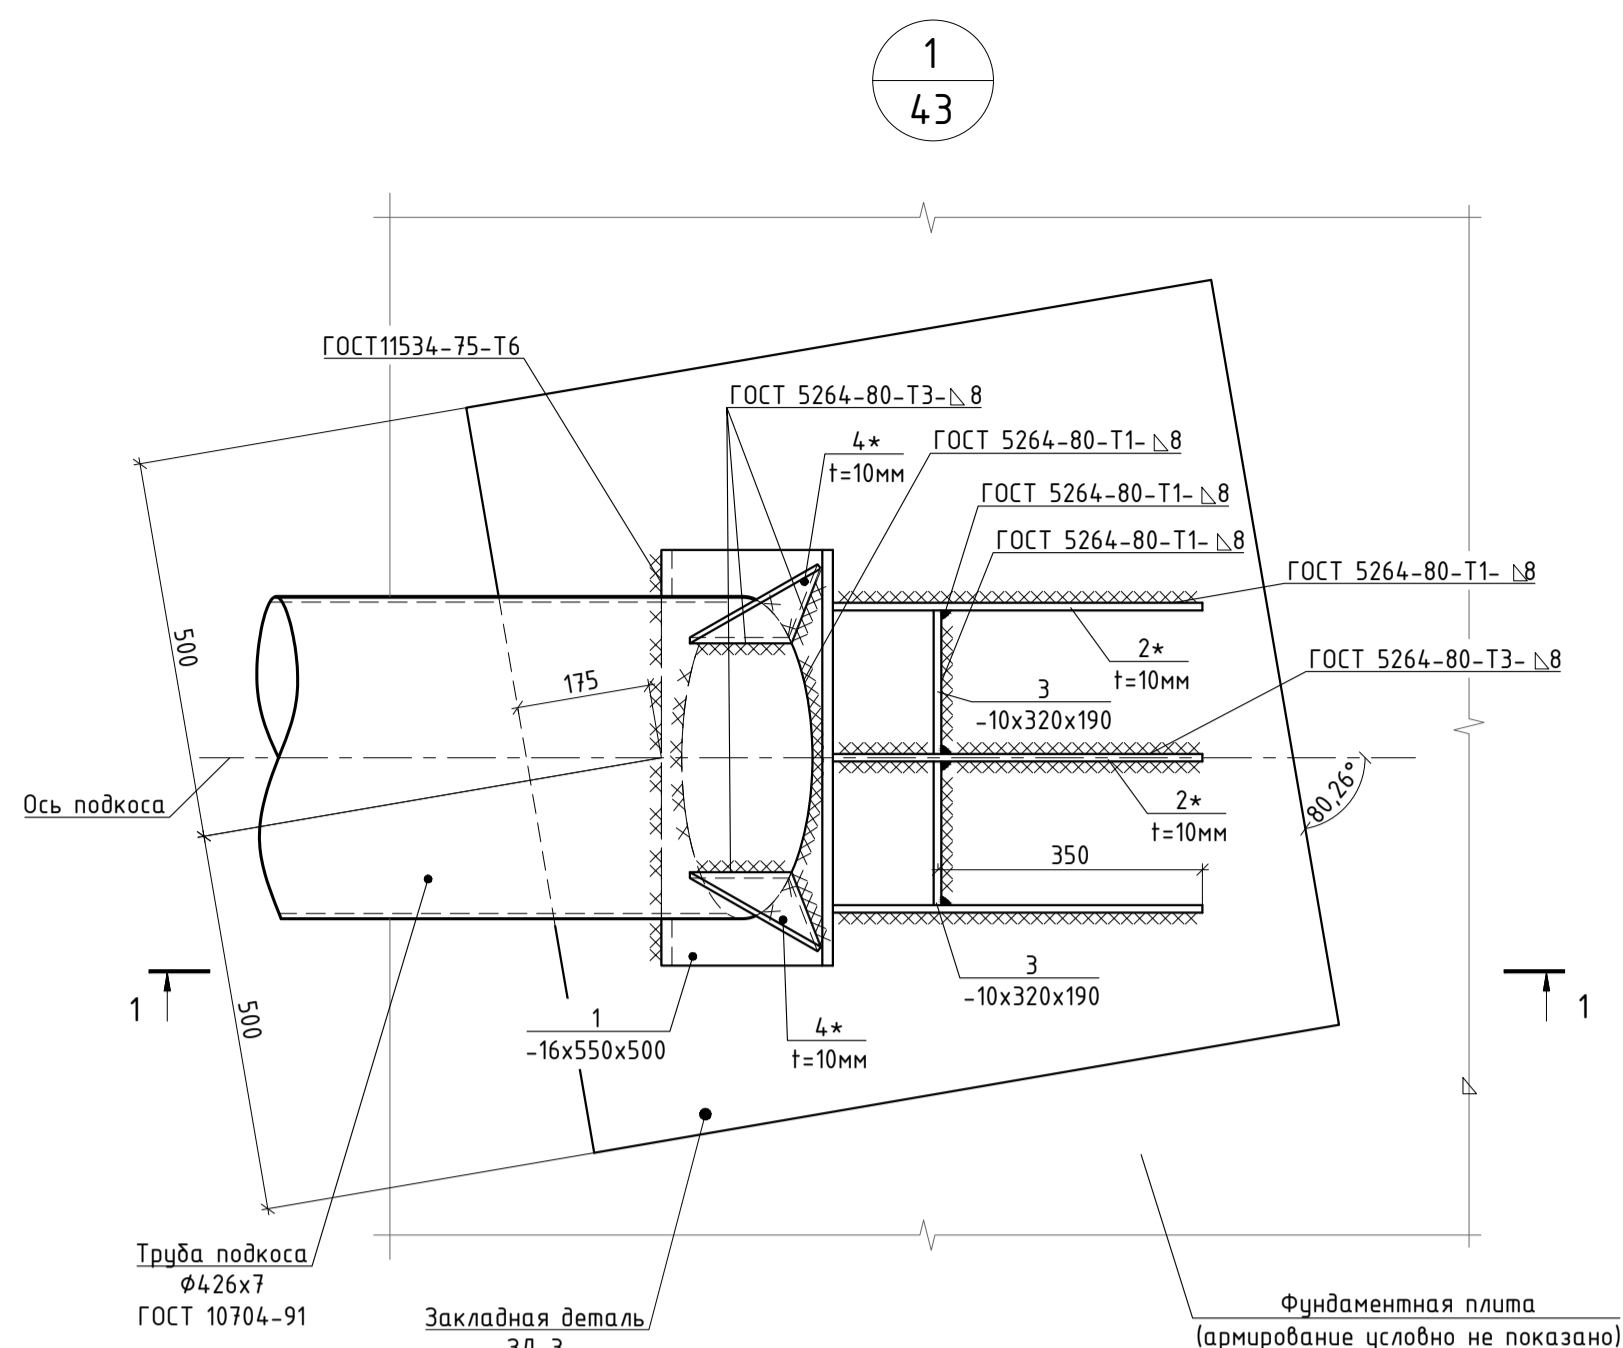 1
43
ГОСТ11534-75-Т6
ГОСТ 5264-80-Т3-◺8
4*
t=10мм
ГОСТ 5264-80-Т1-◺8
ГОСТ 5264-80-Т1-◺8
ГОСТ 5264-80-Т1-◺8
ГОСТ 5264-80-Т1-◺8
500
175
2*
t=10мм
ГОСТ 5264-80-Т3-◺8
3
-10х320х190
Ось подкоса
2*
t=10мм
80,26°
350
3
-10х320х190
1
1
500
1
-16х550х500
4*
t=10мм
Труба подкоса
Ф426х7
ГОСТ 10704-91
Закладная деталь
ЗД-3
Фундаментная плита
(армирование условно не показано)